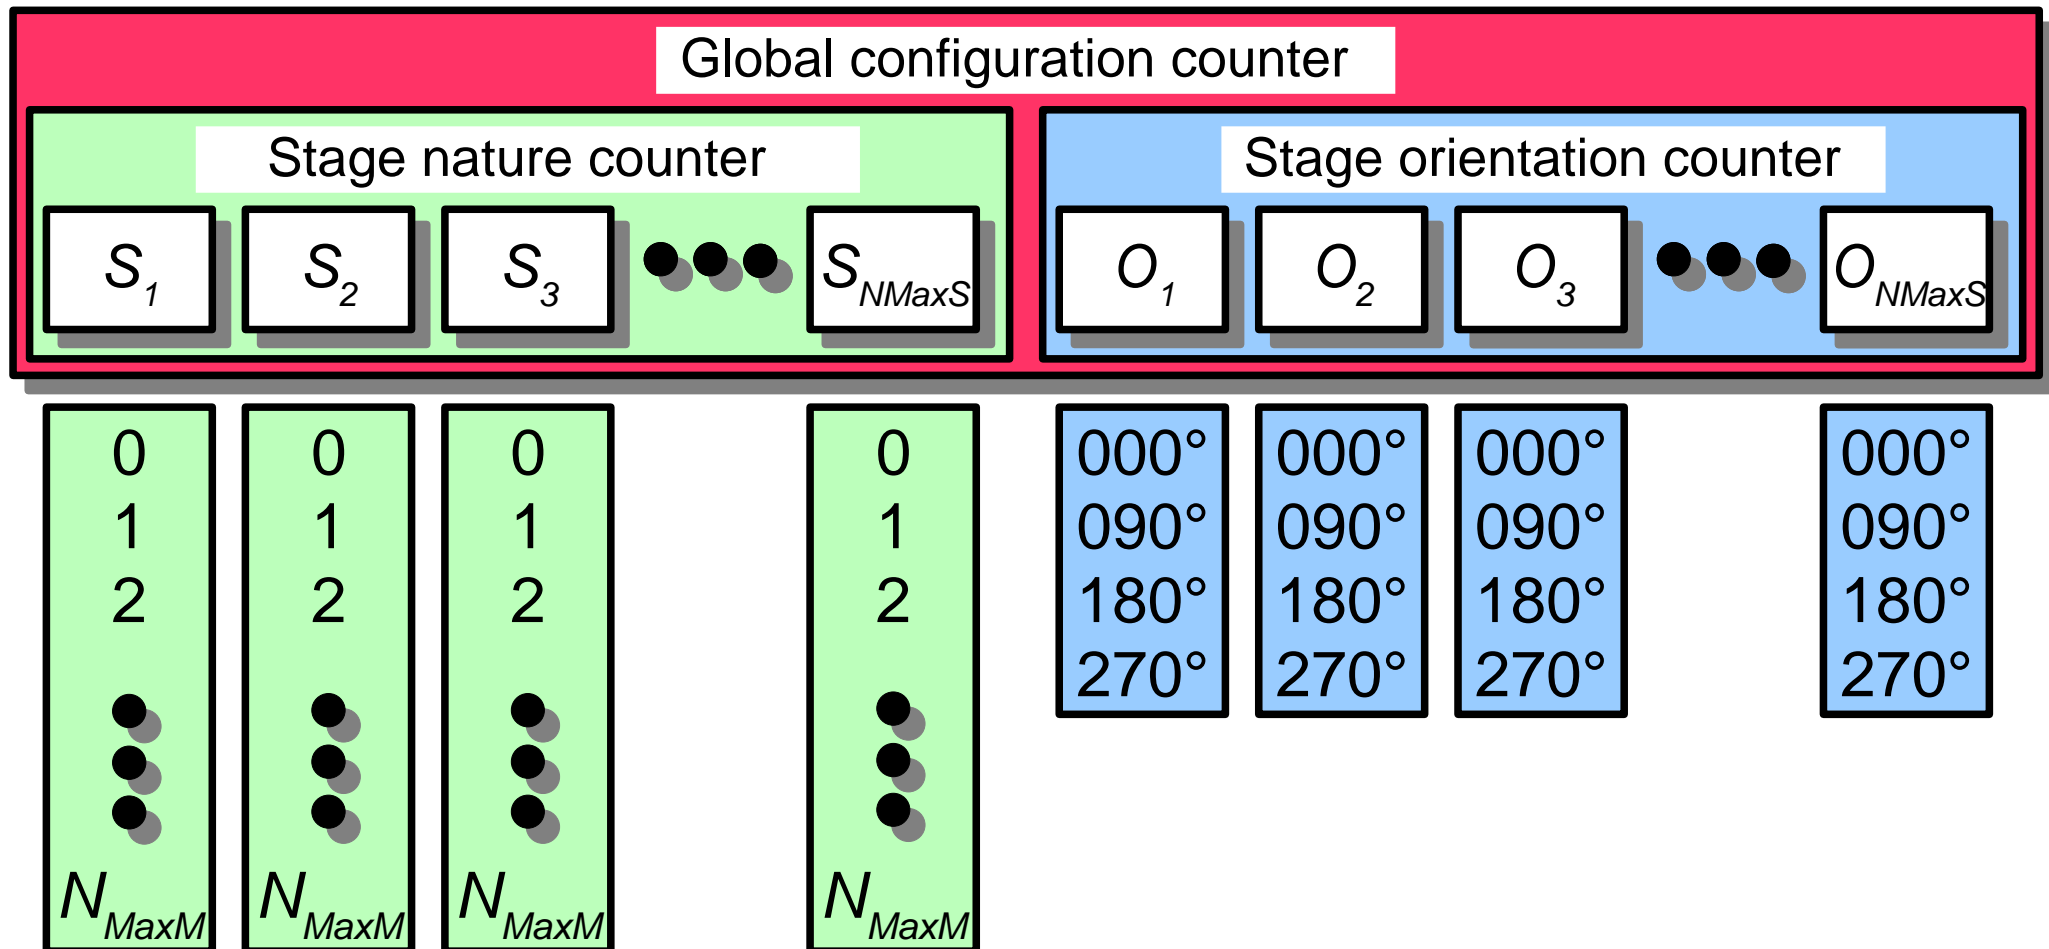 Global configuration counter
Stage nature counter Stage orientation counter
S1 S2 S3 SNMaxS O1 O2 O3 ONMaxS
0 0 0 0 000° 000° 000° 000°
1 1 1 1 090° 090° 090° 090°
2 2 2 2 180° 180° 180° 180°
270° 270° 270° 270°
NMaxM NMaxM NMaxM NMaxM